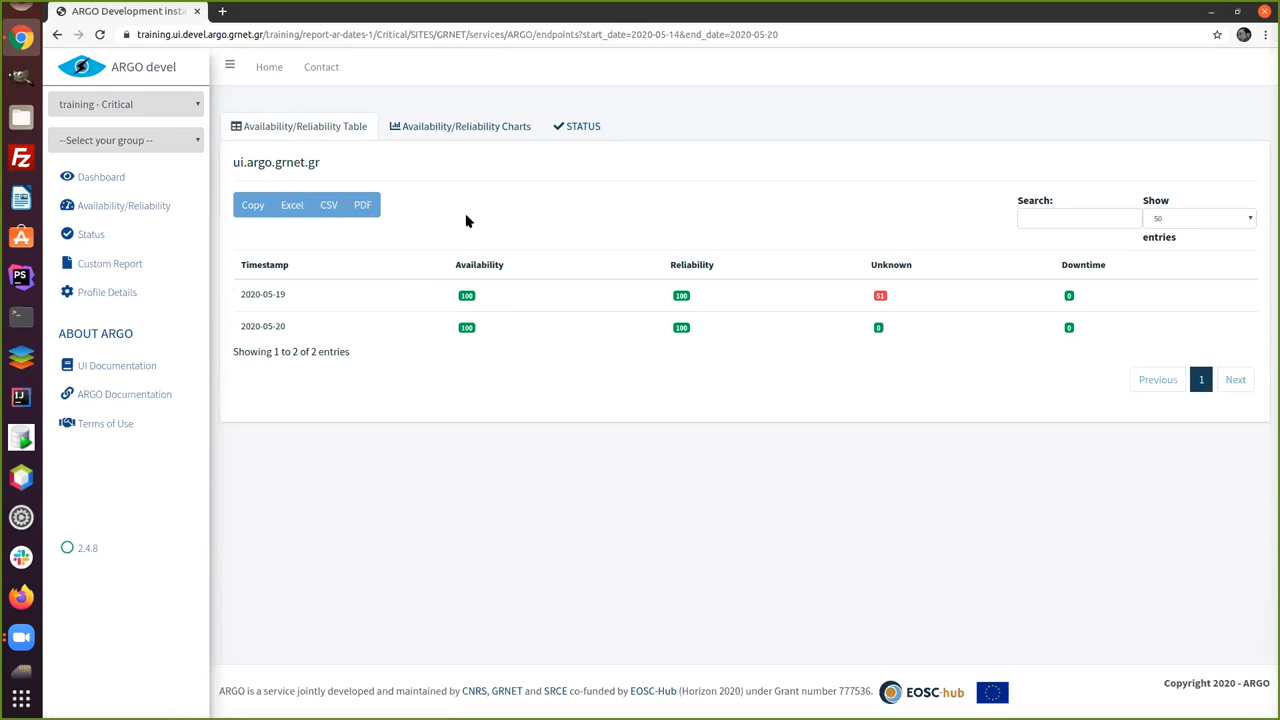 ARGO Development insta
training.ui.devel.argo.grnet.gr/training/report-ar-dates-1/Critical/SITES/GRNET/services/ARGO/endpoints?start_date=2020-05-14&end_date=2020-05-20
ARGO devel
Home
Contact
training - Critical
--Select your group --
Dashboard
Availability/Reliability
Status
Custom Report
Profile Details
ABOUT ARGO
UI Documentation
ARGO Documentation
Terms of Use
2.4.8
Availability/Reliability Table
Availability/Reliability Charts
STATUS
ui.argo.grnet.gr
Copy Excel CSV PDF
Search:
Show
50
entries
Timestamp Availability Reliability Unknown Downtime
2020-05-19 100 100 51 0
2020-05-20 100 100 0 0
Showing 1 to 2 of 2 entries
Previous 1 Next
ARGO is a service jointly developed and maintained by CNRS, GRNET and SRCE co-funded by EOSC-Hub (Horizon 2020) under Grant number 777536.
EOSC-hub
Copyright 2020 - ARGO
Fz
PS
>_
IJ